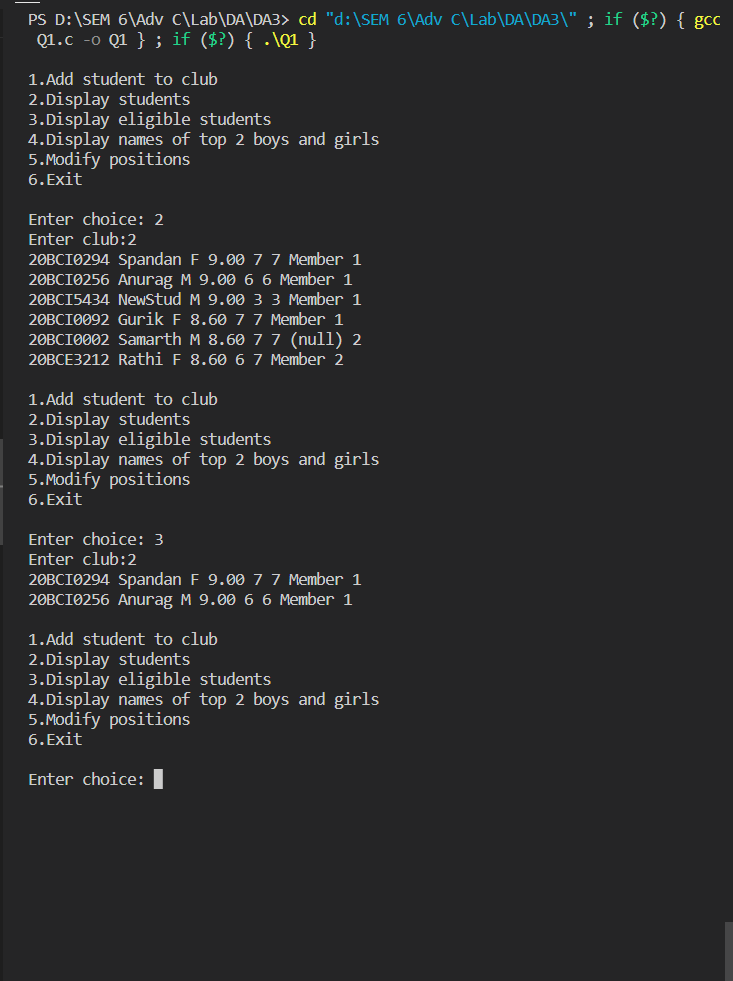 PS D:\SEM 6\Adv C\Lab\DA\DA3> cd "d:\SEM 6\Adv C\Lab\DA\DA3\" ; if ($?) { gcc
 Q1.c -o Q1 } ; if ($?) { .\Q1 }

1.Add student to club
2.Display students
3.Display eligible students
4.Display names of top 2 boys and girls
5.Modify positions
6.Exit

Enter choice: 2
Enter club:2
20BCI0294 Spandan F 9.00 7 7 Member 1
20BCI0256 Anurag M 9.00 6 6 Member 1
20BCI5434 NewStud M 9.00 3 3 Member 1
20BCI0092 Gurik F 8.60 7 7 Member 1
20BCI0002 Samarth M 8.60 7 7 (null) 2
20BCE3212 Rathi F 8.60 6 7 Member 2

1.Add student to club
2.Display students
3.Display eligible students
4.Display names of top 2 boys and girls
5.Modify positions
6.Exit

Enter choice: 3
Enter club:2
20BCI0294 Spandan F 9.00 7 7 Member 1
20BCI0256 Anurag M 9.00 6 6 Member 1

1.Add student to club
2.Display students
3.Display eligible students
4.Display names of top 2 boys and girls
5.Modify positions
6.Exit

Enter choice: